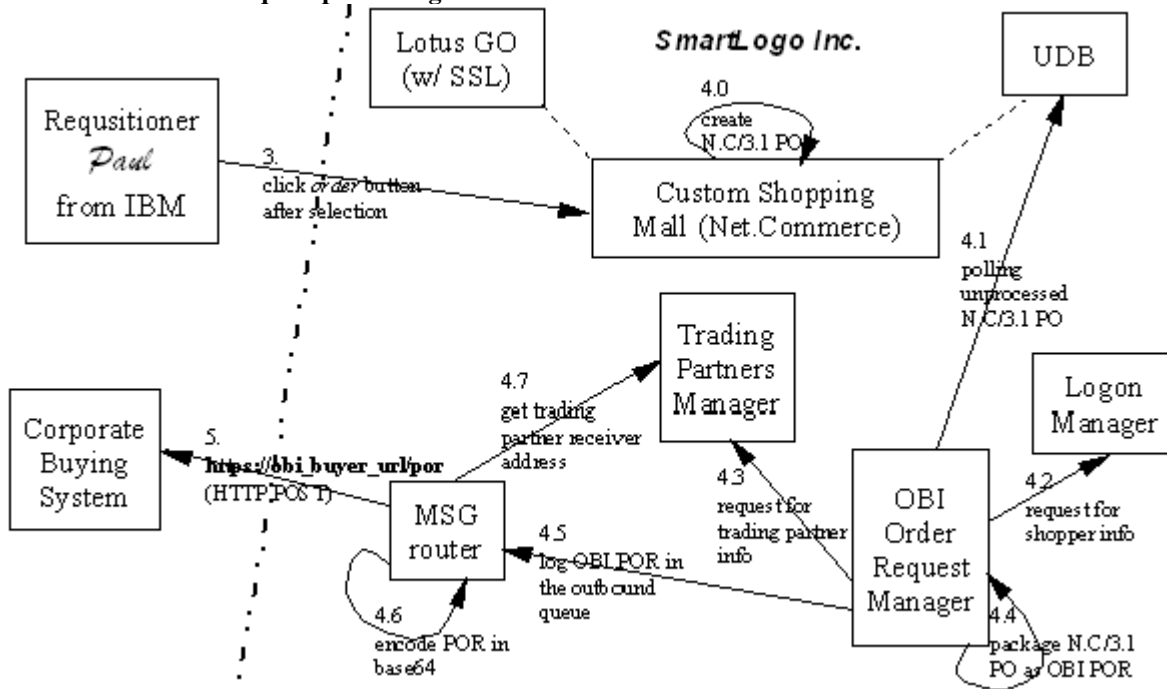 Lotus GO
(w/ SSL)
SmartLogo Inc.
UDB
4.0
create
N.C/3.1 PO
Requsitioner
Paul
from IBM
3.
click order button
after selection
Custom Shopping
Mall (Net.Commerce)
4.1
polling
unprocessed
N.C/3.1 PO
Trading
Partners
Manager
Logon
Manager
4.7
get trading
partner receiver
address
Corporate
Buying
System
5.
https://obi_buyer_url/por
(HTTP POST)
MSG
router
4.3
request for
trading partner
info
OBI
Order
Request
Manager
4.2
request for
shopper info
4.5
log OBI POR in
the outbound
queue
4.6
encode POR in
base64
4.4
package N.C/3.1
PO as OBI POR